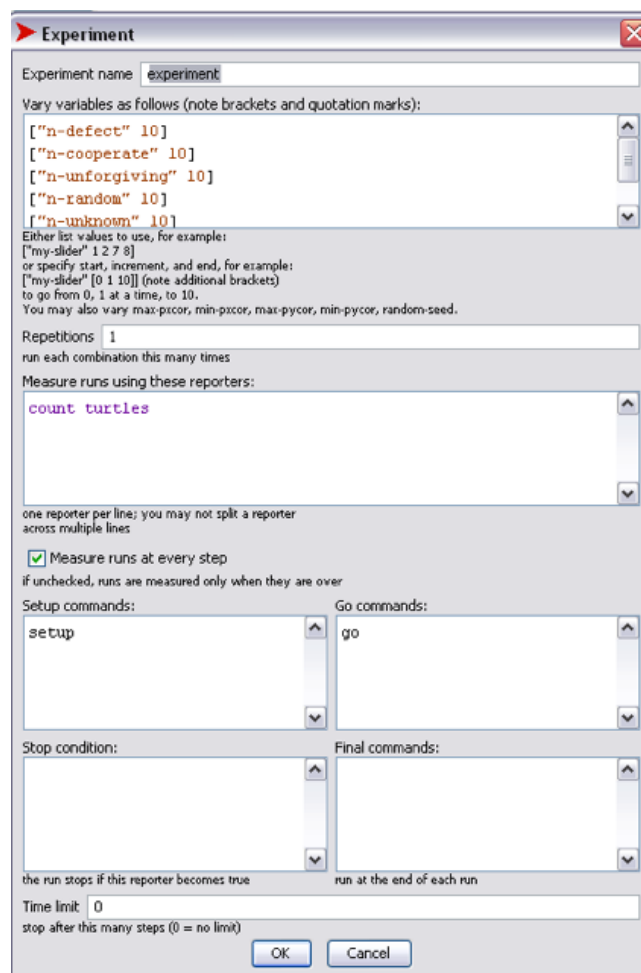 Experiment
Experiment name experiment
Vary variables as follows (note brackets and quotation marks):
["n-defect" 10]
["n-cooperate" 10]
["n-unforgiving" 10]
["n-random" 10]
["n-unknown" 10]
Either list values to use, for example:
["my-slider" 1 2 7 8]
or specify start, increment, and end, for example:
["my-slider" [0 1 10]] (note additional brackets)
to go from 0, 1 at a time, to 10.
You may also vary max-pxcor, min-pxcor, max-pycor, min-pycor, random-seed.
Repetitions 1
run each combination this many times
Measure runs using these reporters:
count turtles
one reporter per line; you may not split a reporter
across multiple lines
Measure runs at every step
if unchecked, runs are measured only when they are over
Setup commands: Go commands:
setup go
Stop condition: Final commands:
the run stops if this reporter becomes true run at the end of each run
Time limit 0
stop after this many steps (0 = no limit)
OK Cancel